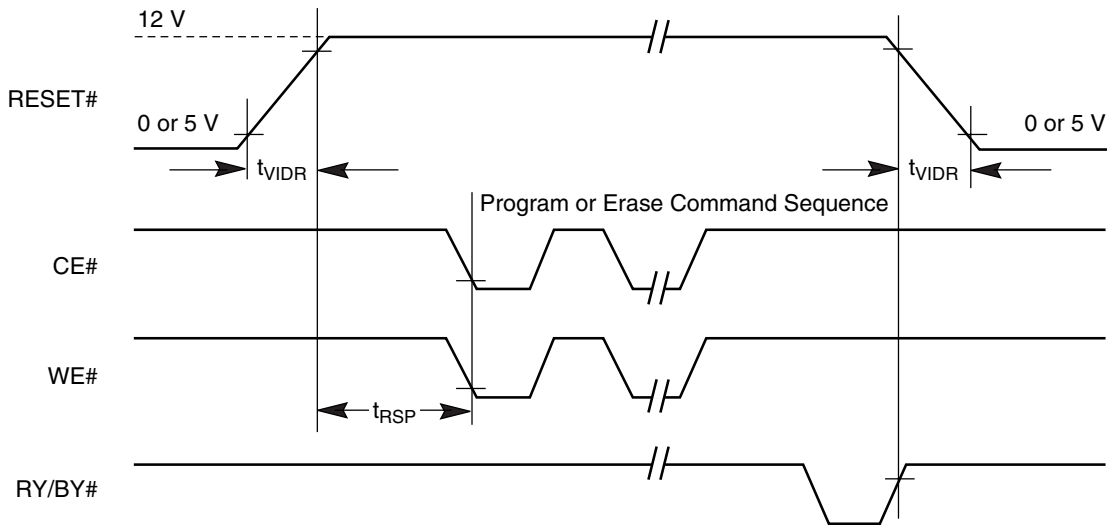 12 V
RESET#
0 or 5 V
0 or 5 V
tVIDR
tVIDR
Program or Erase Command Sequence
CE#
WE#
tRSP
RY/BY#